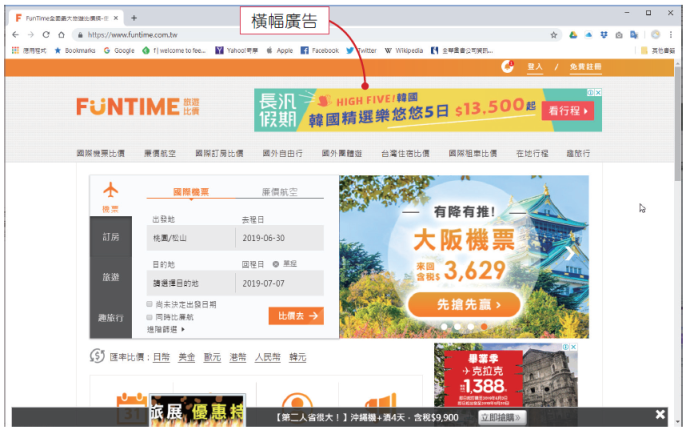 橫幅廣告
FunTime全國最大旅遊比價網-
https://www.funtime.com.tw
應用程式 Bookmarks G Google welcome to fee... Yahoo!奇摩 Apple Facebook Twitter W Wikipedia 全華圖書公司資訊... 其他書籤
登入 / 免費註冊
FUNTIME 旅遊比價
長汎假期 HIGH FIVE/韓國 韓國精選樂悠悠5日 $13,500起 看行程
國際機票比價 廉價航空 國際訂房比價 國外自由行 國外團體遊 台灣住宿比價 國際租車比價 在地行程 趣旅行
機票
訂房
旅遊
趣旅行
國際機票 廉價航空
出發地 去程日
桃園/松山 2019-06-30
目的地 回程日 單程
請選擇目的地 2019-07-07
尚未決定出發日期
同時比廉航
進階篩選
比價去 →
有降有推!
大阪機票
來回含稅$ 3,629
先搶先贏 ›
匯率比價: 日幣 美金 歐元 港幣 人民幣 韓元
畢業季
克拉克
$1,388
31
旅展 優惠持
【第二人省很大!】沖繩機+酒4天‧含稅$9,900 立即搶購